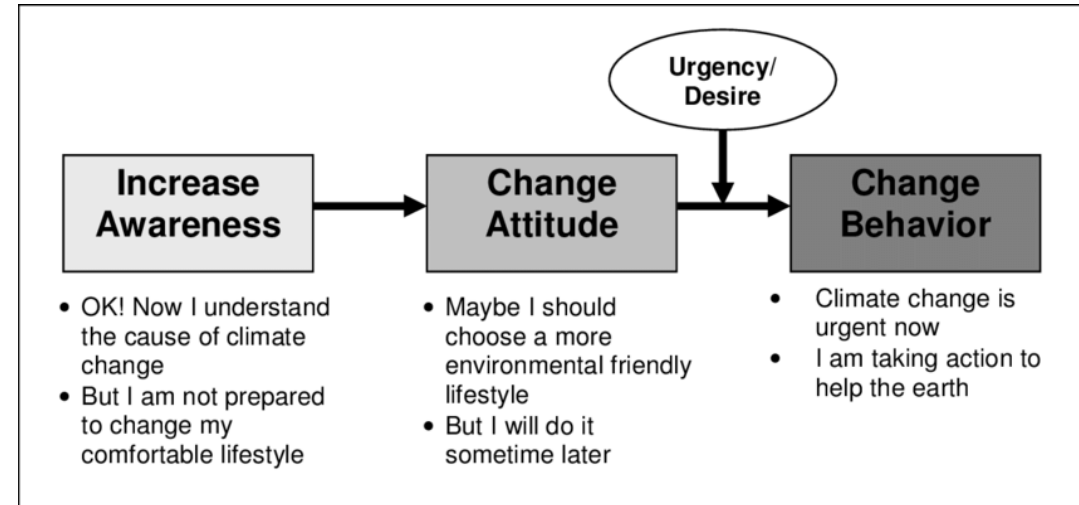 Urgency/
Desire
Increase
Awareness
Change
Attitude
Change
Behavior
• OK! Now I understand
the cause of climate
change
• But I am not prepared
to change my
comfortable lifestyle
• Maybe I should
choose a more
environmental friendly
lifestyle
• But I will do it
sometime later
• Climate change is
urgent now
• I am taking action to
help the earth